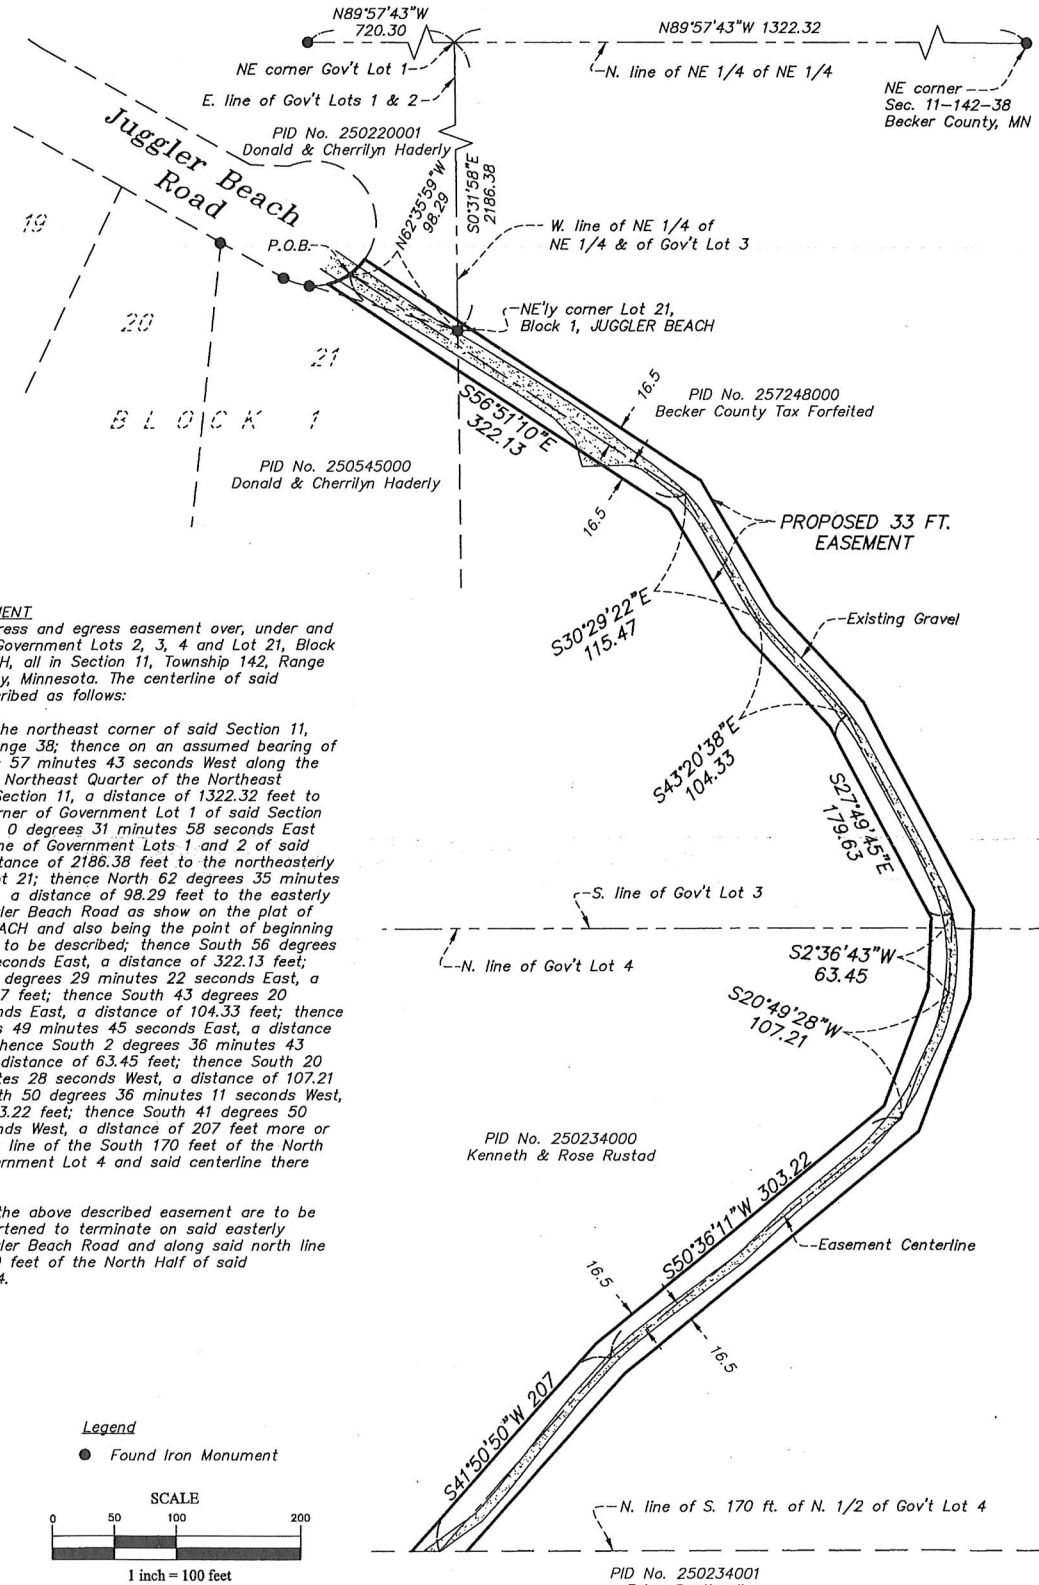 N89°57'43"W
720.30
N89°57'43"W 1322.32
NE corner Gov't Lot 1
N. line of NE 1/4 of NE 1/4
E. line of Gov't Lots 1 & 2
NE corner
Sec. 11-142-38
Becker County, MN
PID No. 250220001
Donald & Cherrilyn Haderly
Juggler Beach
Road
N62°35'59"W
98.29
S0°31'58"E
2186.38
W. line of NE 1/4 of
NE 1/4 & of Gov't Lot 3
19
P.O.B.
NE'ly corner Lot 21,
Block 1, JUGGLER BEACH
20
21
16.5
PID No. 257248000
Becker County Tax Forfeited
S56°51'10"E
322.13
BLOCK 1
PID No. 250545000
Donald & Cherrilyn Haderly
16.5
PROPOSED 33 FT.
EASEMENT
S30°29'22"E
115.47
Existing Gravel
S43°20'38"E
104.33
S27°49'45"E
179.63
S. line of Gov't Lot 3
N. line of Gov't Lot 4
S2°36'43"W
63.45
S20°49'28"W
107.21
PID No. 250234000
Kenneth & Rose Rustad
S50°36'11"W 303.22
Easement Centerline
16.5
16.5
S41°50'50"W 207
N. line of S. 170 ft. of N. 1/2 of Gov't Lot 4
PID No. 250234001
MENT
ress and egress easement over, under and
Government Lots 2, 3, 4 and Lot 21, Block
H, all in Section 11, Township 142, Range
y, Minnesota. The centerline of said
ribed as follows:
he northeast corner of said Section 11,
nge 38; thence on an assumed bearing of
57 minutes 43 seconds West along the
Northeast Quarter of the Northeast
Section 11, a distance of 1322.32 feet to
rner of Government Lot 1 of said Section
0 degrees 31 minutes 58 seconds East
ne of Government Lots 1 and 2 of said
tance of 2186.38 feet to the northeasterly
t 21; thence North 62 degrees 35 minutes
a distance of 98.29 feet to the easterly
ler Beach Road as show on the plat of
EACH and also being the point of beginning
to be described; thence South 56 degrees
econds East, a distance of 322.13 feet;
degrees 29 minutes 22 seconds East, a
7 feet; thence South 43 degrees 20
nds East, a distance of 104.33 feet; thence
s 49 minutes 45 seconds East, a distance
hence South 2 degrees 36 minutes 43
distance of 63.45 feet; thence South 20
tes 28 seconds West, a distance of 107.21
th 50 degrees 36 minutes 11 seconds West,
3.22 feet; thence South 41 degrees 50
nds West, a distance of 207 feet more or
line of the South 170 feet of the North
ernment Lot 4 and said centerline there
the above described easement are to be
rtened to terminate on said easterly
ler Beach Road and along said north line
feet of the North Half of said
4.
Legend
Found Iron Monument
SCALE
0 50 100 200
1 inch = 100 feet